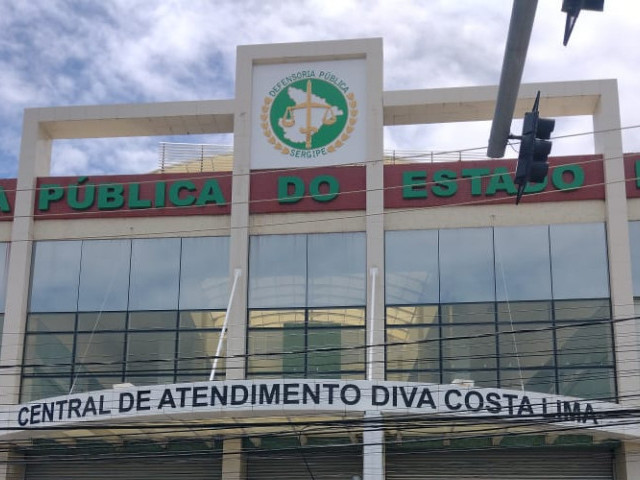 DEFENSORIA PÚBLICA
SERGIPE
A PÚBLICA DO ESTADO
CENTRAL DE ATENDIMENTO DIVA COSTA LIMA